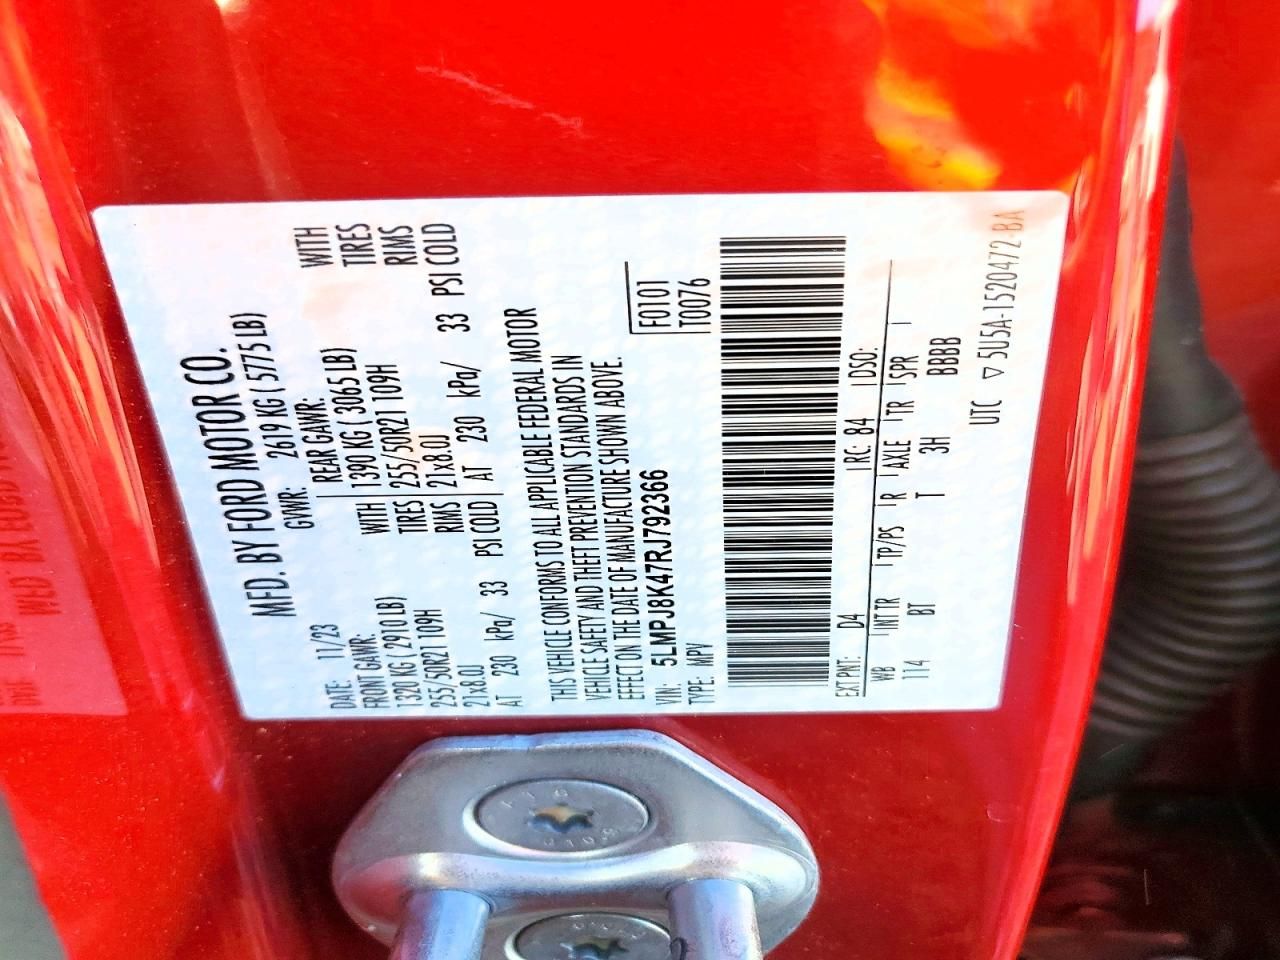 MFD. BY FORD MOTOR CO.
DATE: 11/23 GVWR: 2619 KG ( 5775 LB)
FRONT GAWR: REAR GAWR: WITH
1320 KG ( 2910 LB) WITH 1390 KG ( 3065 LB) TIRES
255/50R21 109H TIRES 255/50R21 109H RIMS
21x8.0J RIMS 21x8.0J
AT 230 kPa/ 33 PSI COLD AT 230 kPa/ 33 PSI COLD
THIS VEHICLE CONFORMS TO ALL APPLICABLE FEDERAL MOTOR
VEHICLE SAFETY AND THEFT PREVENTION STANDARDS IN
EFFECT ON THE DATE OF MANUFACTURE SHOWN ABOVE.
VIN: 5LMPJ8K47RJ792366 F0101
TYPE: MPV T0076
EXT PNT: D4 RC: 84 DSO:
WB INT TR TP/PS R AXLE TR SPR
114 BT T 3H BBB
UTC ▽ 5U5A-1520472-BA